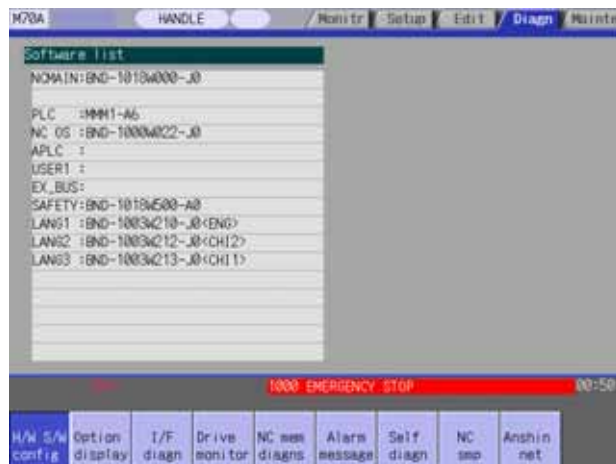 M70A HANDLE Monitr Setup Edit Diagn Mainte
Software list
NCMAIN:BND-1018W000-J0
PLC :MMM1-A6
NC OS :BND-1000W022-J0
APLC :
USER1 :
EX_BUS:
SAFETY:BND-1018W500-A0
LANG1 :BND-1003W210-J0<ENG>
LANG2 :BND-1003W212-J0<CHI2>
LANG3 :BND-1003W213-J0<CHI1>
1000 EMERGENCY STOP 00:50
H/W S/W config
Option display
I/F diagn
Drive monitor
NC mem diagns
Alarm message
Self diagn
NC smp
Anshin net